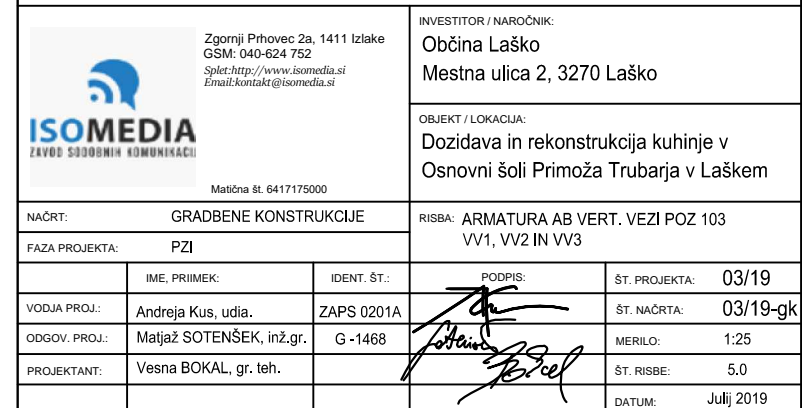 Zgornji Prhovec 2a, 1411 Izlake
GSM: 040-624 752
Splet:http://www.isomedia.si
Email:kontakt@isomedia.si
ISOMEDIA
ZAVOD SODOBNIH KOMUNIKACIJ
Matična št. 6417175000
INVESTITOR / NAROČNIK:
Občina Laško
Mestna ulica 2, 3270 Laško
OBJEKT / LOKACIJA:
Dozidava in rekonstrukcija kuhinje v
Osnovni šoli Primoža Trubarja v Laškem
NAČRT: GRADBENE KONSTRUKCIJE
FAZA PROJEKTA: PZI
RISBA: ARMATURA AB VERT. VEZI POZ 103
VV1, VV2 IN VV3
IME, PRIIMEK: IDENT. ŠT.: PODPIS: ŠT. PROJEKTA: 03/19
VODJA PROJ.: Andreja Kus, udia. ZAPS 0201A ŠT. NAČRTA: 03/19-gk
ODGOV. PROJ.: Matjaž SOTENŠEK, inž.gr. G -1468 MERILO: 1:25
PROJEKTANT: Vesna BOKAL, gr. teh. ŠT. RISBE: 5.0
DATUM: Julij 2019